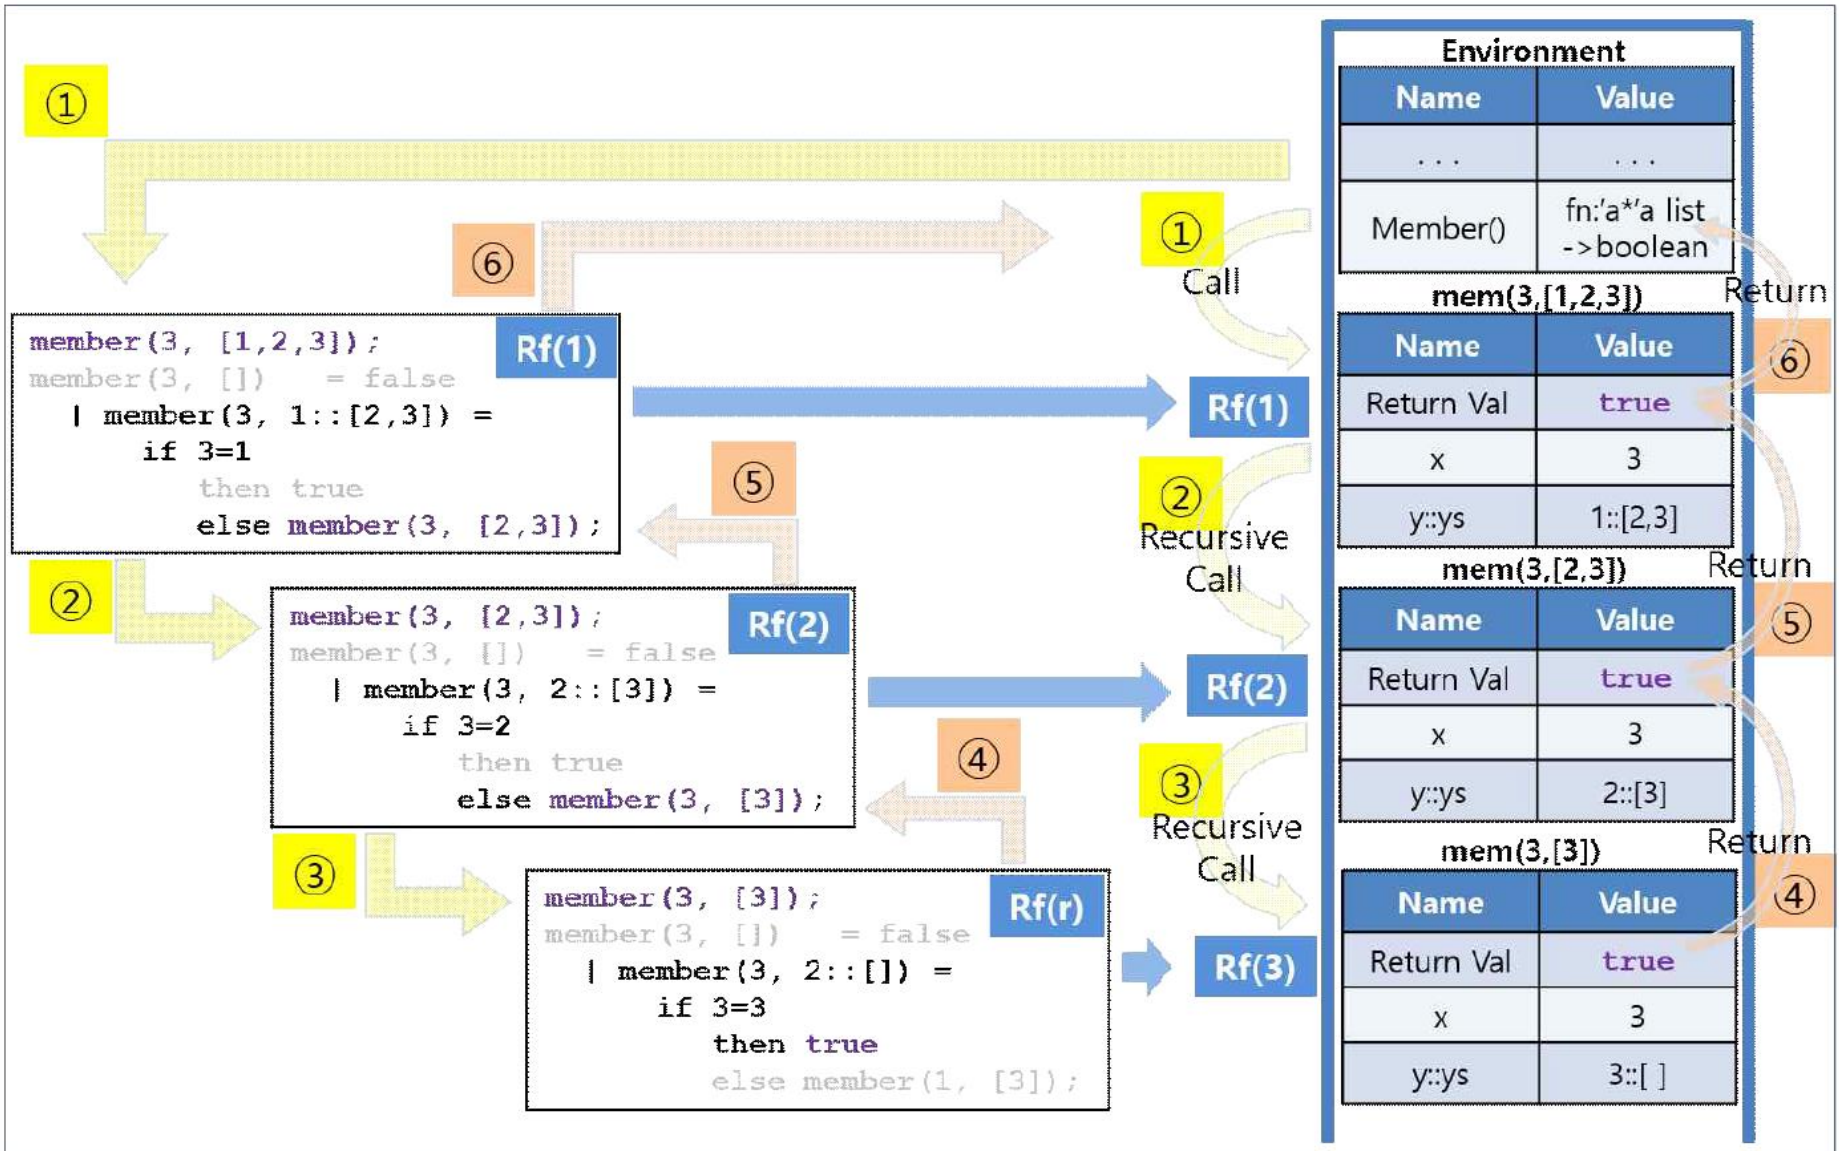 ①
⑥
member(3, [1,2,3]);
Rf(1)
member(3, []) = false
| member(3, 1::[2,3]) =
if 3=1
then true
else member(3, [2,3]);
⑤
②
member(3, [2,3]);
Rf(2)
member(3, []) = false
| member(3, 2::[3]) =
if 3=2
then true
else member(3, [3]);
④
③
member(3, [3]);
Rf(r)
member(3, []) = false
| member(3, 2::[]) =
if 3=3
then true
else member(1, [3]);
①
Call
Rf(1)
②
Recursive
Call
Rf(2)
③
Recursive
Call
Rf(3)
Environment
Name Value
. . . . . .
Member() fn:'a*'a list
->boolean
mem(3,[1,2,3])
Name Value
Return Val true
x 3
y::ys 1::[2,3]
mem(3,[2,3])
Name Value
Return Val true
x 3
y::ys 2::[3]
mem(3,[3])
Name Value
Return Val true
x 3
y::ys 3::[ ]
Return
⑥
Return
⑤
Return
④